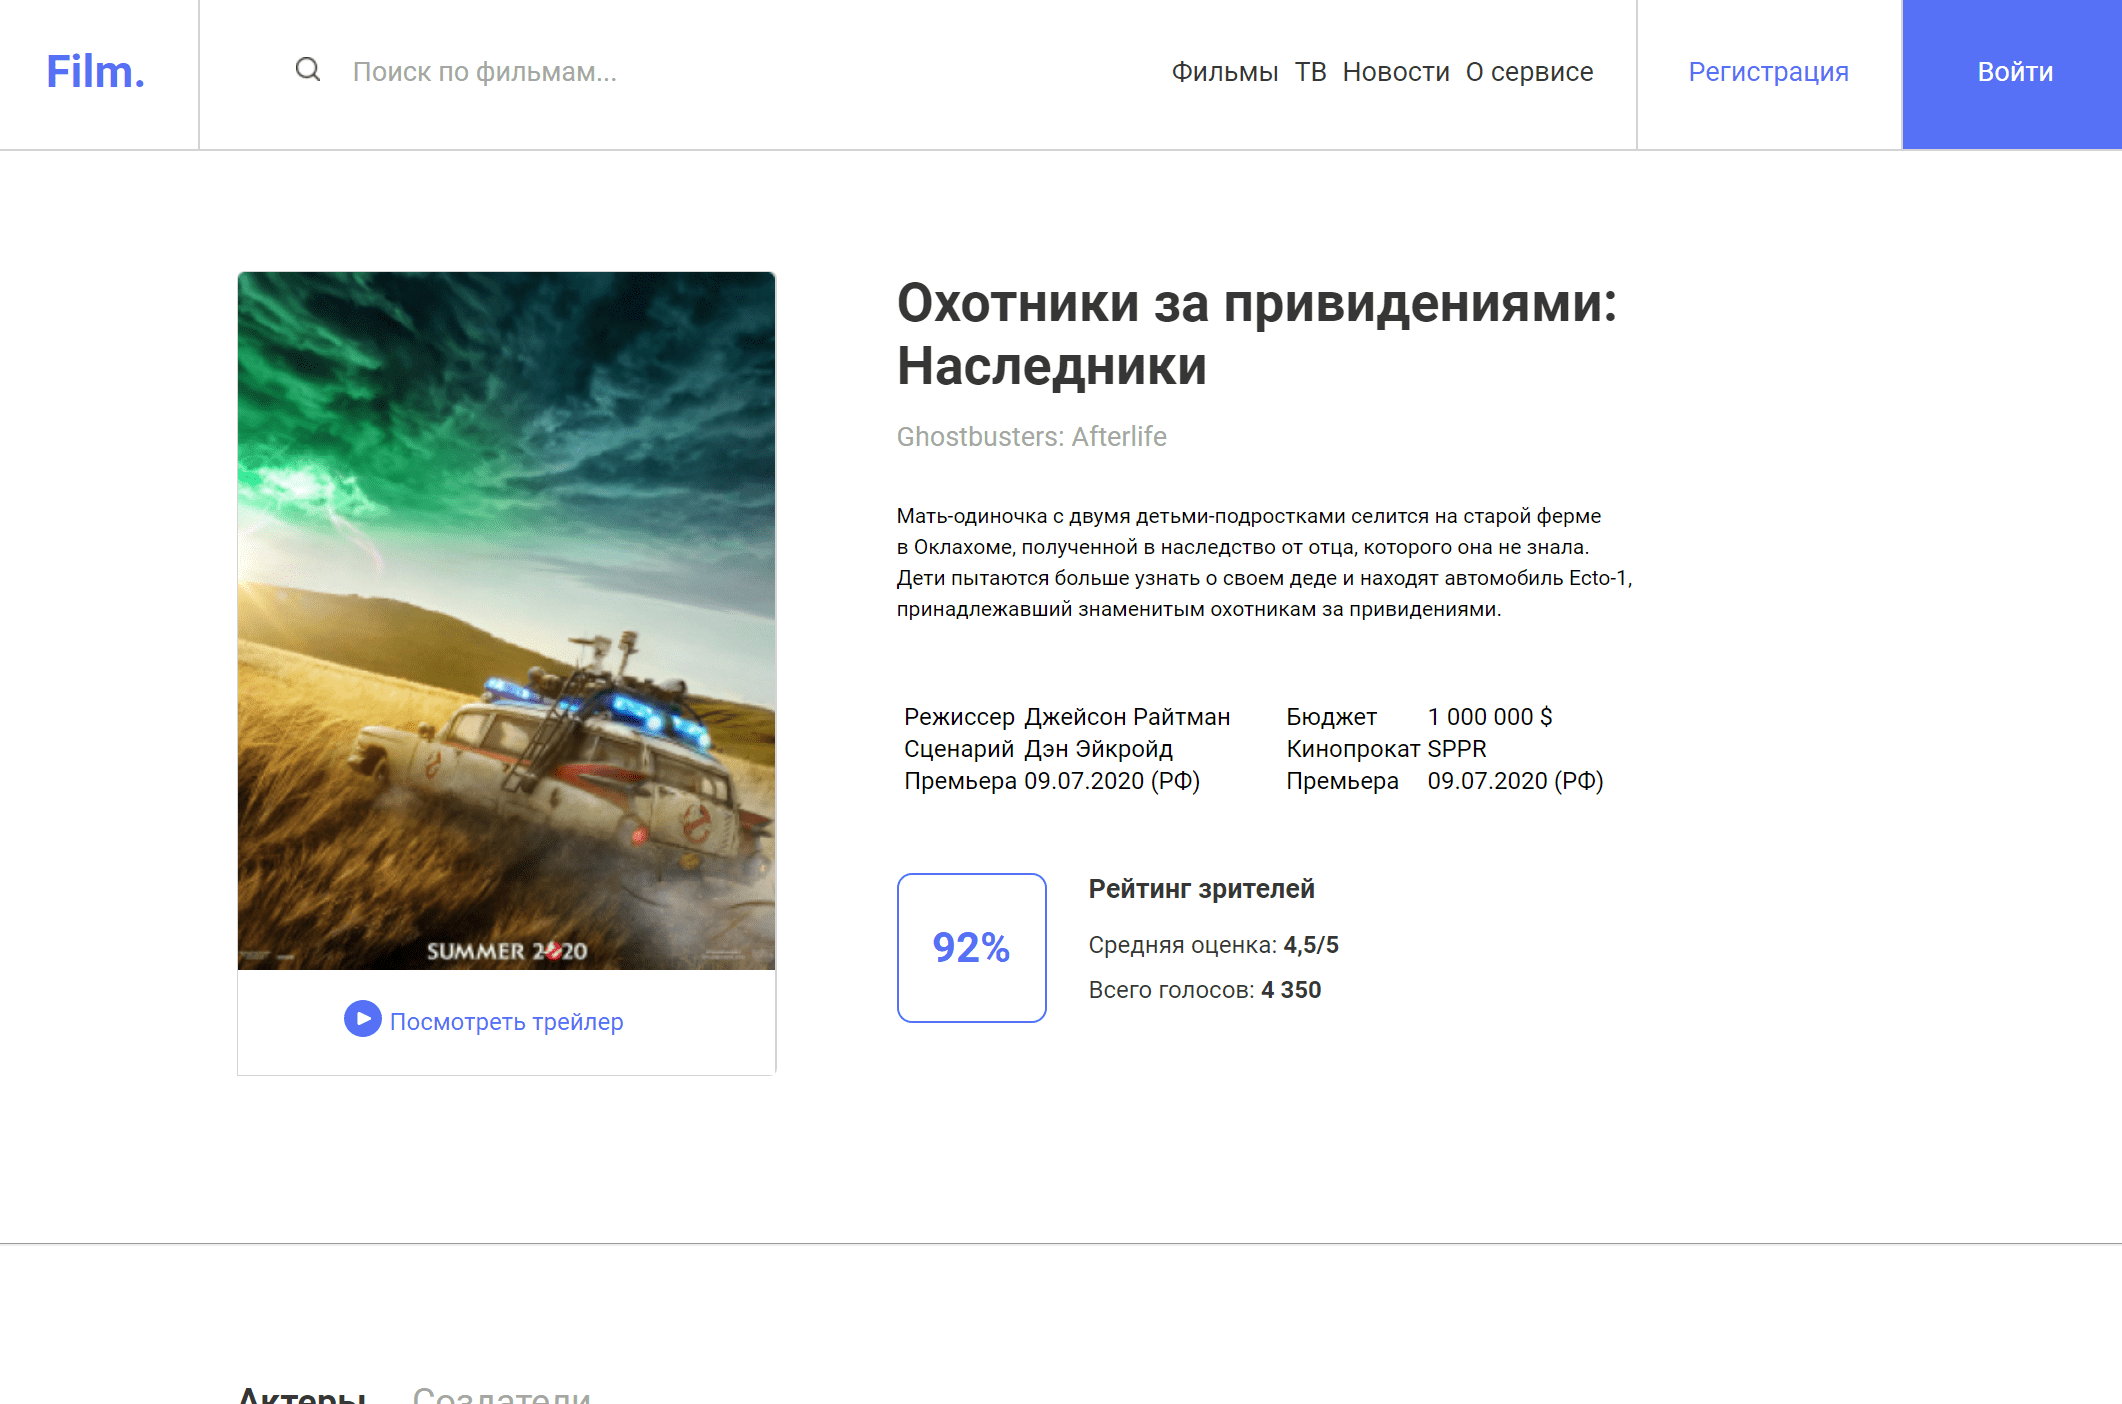 Film.
Поиск по фильмам...
Фильмы ТВ Новости О сервисе
Регистрация
Войти
Охотники за привидениями:
Наследники
Ghostbusters: Afterlife
Мать-одиночка с двумя детьми-подростками селится на старой ферме
в Оклахоме, полученной в наследство от отца, которого она не знала.
Дети пытаются больше узнать о своем деде и находят автомобиль Ecto-1,
принадлежавший знаменитым охотникам за привидениями.
Режиссер Джейсон Райтман
Сценарий Дэн Эйкройд
Премьера 09.07.2020 (РФ)
Бюджет 1 000 000 $
Кинопрокат SPPR
Премьера 09.07.2020 (РФ)
92%
Рейтинг зрителей
Средняя оценка: 4,5/5
Всего голосов: 4 350
SUMMER 2020
Посмотреть трейлер
Актеры Создатели